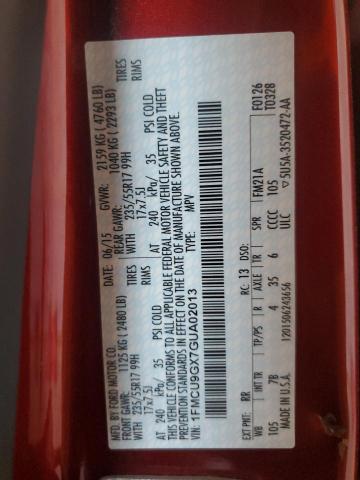 MFD. BY FORD MOTOR CO.
DATE: 06/15 GVWR: 2159 KG ( 4760 LB)
FRONT GAWR: 1125 KG ( 2480 LB) REAR GAWR: 1040 KG ( 2293 LB)
WITH 235/55R17 99H TIRES WITH 235/55R17 99H TIRES
17x7.5J RIMS 17x7.5J RIMS
AT 240 kPa/ 35 PSI COLD AT 240 kPa/ 35 PSI COLD
THIS VEHICLE CONFORMS TO ALL APPLICABLE FEDERAL MOTOR VEHICLE SAFETY AND THEFT
PREVENTION STANDARDS IN EFFECT ON THE DATE OF MANUFACTURE SHOWN ABOVE.
VIN: 1FMCU9GX7GUA02013
TYPE: MPV
EXT PNT: RR RC: 13 DSO: F0126
FM21A T0328
WB INT TR TP/PS R AXLE TR SPR
105 7B 4 35 6 CCCC 105
MADE IN U.S.A. 1201506243656 ULC 5U5A-3520472-AA